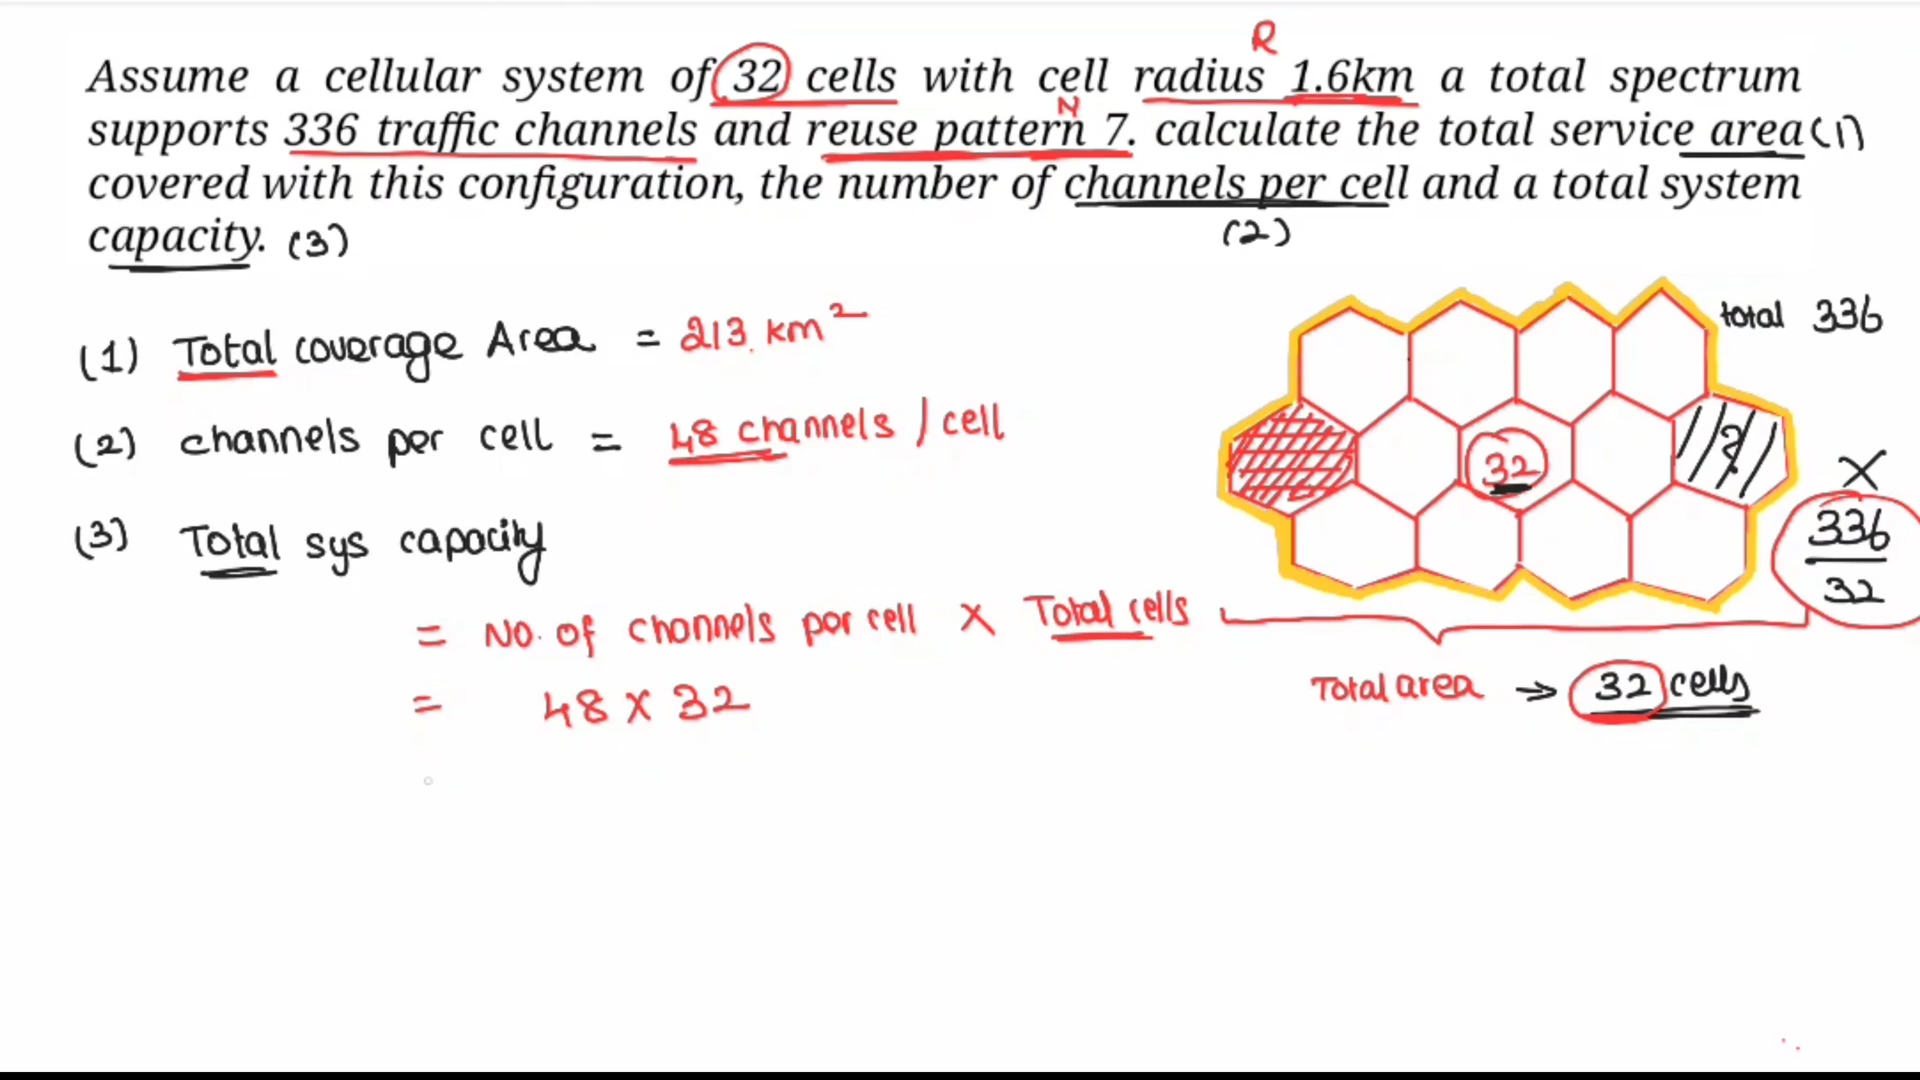 R
Assume a cellular system of 32 cells with cell radius 1.6km a total spectrum
N
supports 336 traffic channels and reuse pattern 7. calculate the total service area (1)
covered with this configuration, the number of channels per cell and a total system
capacity. (3)
(2)
total 336
(1) Total coverage Area = 213 km²
(2) channels per cell = 48 channels / cell
32
?
X
336
32
(3) Total sys capacity
= No. of channels per cell X Total cells
= 48 X 32
Total area → 32 cells